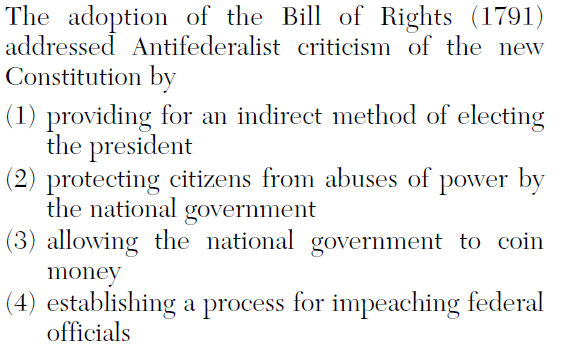 The adoption of the Bill of Rights (1791)
addressed Antifederalist criticism of the new
Constitution by
(1) providing for an indirect method of electing
the president
(2) protecting citizens from abuses of power by
the national government
(3) allowing the national government to coin
money
(4) establishing a process for impeaching federal
officials